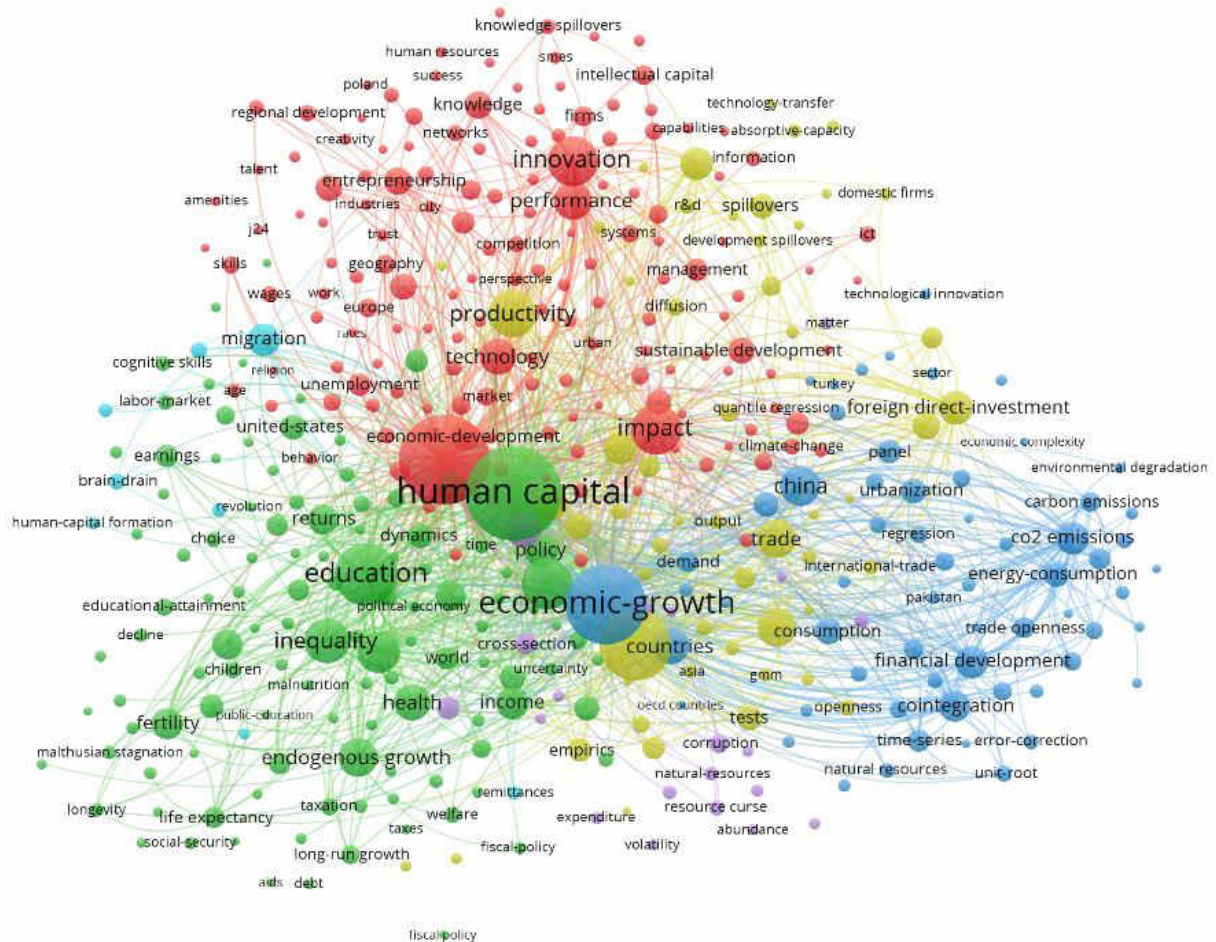 knowledge spillovers
human resources
smes
success
intellectual capital
poland
knowledge
technology-transfer
regional development
firms
networks
capabilities
absorptive-capacity
creativity
innovation
information
talent
entrepreneurship
performance
domestic firms
amenities
industries
city
r&d
spillovers
j24
trust
competition
systems
development spillovers
ict
skills
geography
perspective
management
wages
work
technological innovation
europe
productivity
diffusion
matter
migration
rates
urban
cognitive skills
religion
technology
sustainable development
age
unemployment
sector
turkey
labor-market
market
quantile regression
foreign direct-investment
united-states
economic-development
impact
earnings
behavior
climate-change
panel
economic complexity
environmental degradation
brain-drain
human capital
china
urbanization
revolution
carbon emissions
human-capital formation
returns
output
choice
dynamics
time
policy
trade
regression
co2 emissions
demand
international-trade
energy-consumption
education
educational-attainment
political economy
economic-growth
pakistan
decline
inequality
cross-section
countries
consumption
trade openness
children
world
uncertainty
asia
gmm
financial development
malnutrition
fertility
public-education
health
income
oecd countries
openness
cointegration
tests
malthusian stagnation
endogenous growth
empirics
corruption
time-series
error-correction
natural-resources
natural resources
unit-root
longevity
life expectancy
taxation
remittances
welfare
expenditure
resource curse
social-security
taxes
abundance
long-run growth
fiscal-policy
volatility
aids
debt
fiscal-policy